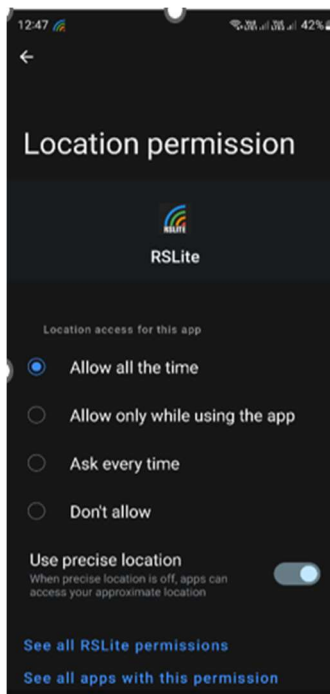 12:47
42%
Location permission
RSLITE
RSLite
Location access for this app
Allow all the time
Allow only while using the app
Ask every time
Don't allow
Use precise location
When precise location is off, apps can
access your approximate location
See all RSLite permissions
See all apps with this permission